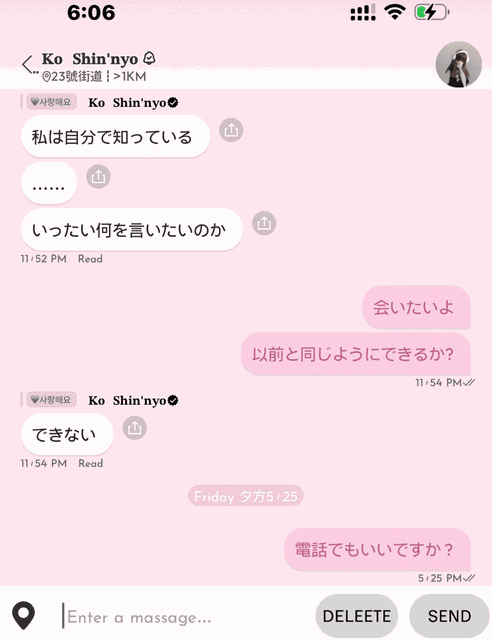 6:06
Ko Shin'nyo
23號街道┆>1KM
사랑해요 Ko Shin'nyo
私は自分で知っている
……
いったい何を言いたいのか
11/52 PM Read
会いたいよ
以前と同じようにできるか?
11/54 PM
사랑해요 Ko Shin'nyo
できない
11/54 PM Read
Friday 夕方5/25
電話でもいいですか？
5/25 PM
Enter a massage...
DELEETE
SEND